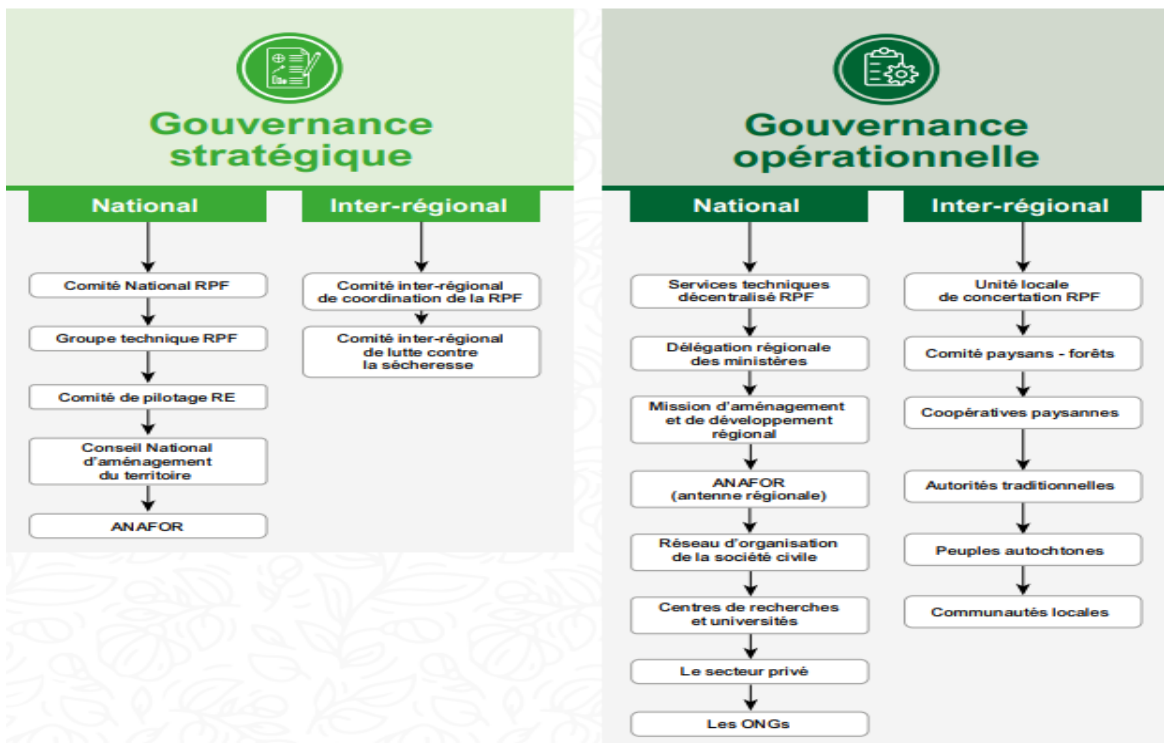 Gouvernance
stratégique
National
Comité National RPF
Groupe technique RPF
Comité de pilotage RE
Conseil National
d'aménagement
du territoire
ANAFOR
Inter-régional
Comité inter-régional
de coordination de la RPF
Comité inter-régional
de lutte contre
la sècheresse
Gouvernance
opérationnelle
National
Services techniques
décentralisé RPF
Délégation régionale
des ministères
Mission d'aménagement
et de développement
régional
ANAFOR
(antenne régionale)
Réseau d'organisation
de la société civile
Centres de recherches
et universités
Le secteur privé
Les ONGs
Inter-régional
Unité locale
de concertation RPF
Comité paysans - forêts
Coopératives paysannes
Autorités traditionnelles
Peuples autochtones
Communautés locales